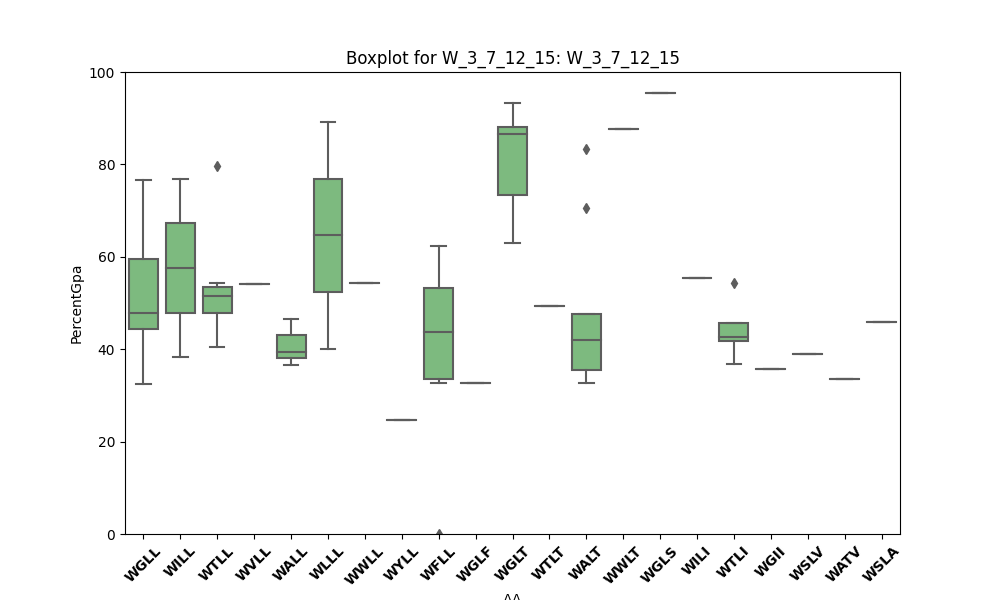 Boxplot for W_3_7_12_15: W_3_7_12_15
PercentGpa
100
80
60
40
20
0
WGLL WILL WTLL WVLL WALL WLLL WWLL WYLL WFLL WGLF WGLT WTLT WALT WWLT WGLS WILI WTLI WGII WSLV WATV WSLA
AA